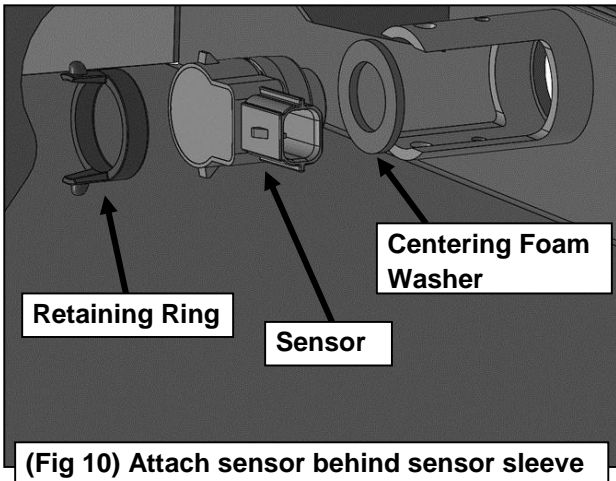 Centering Foam
Washer
Retaining Ring
Sensor
(Fig 10) Attach sensor behind sensor sleeve